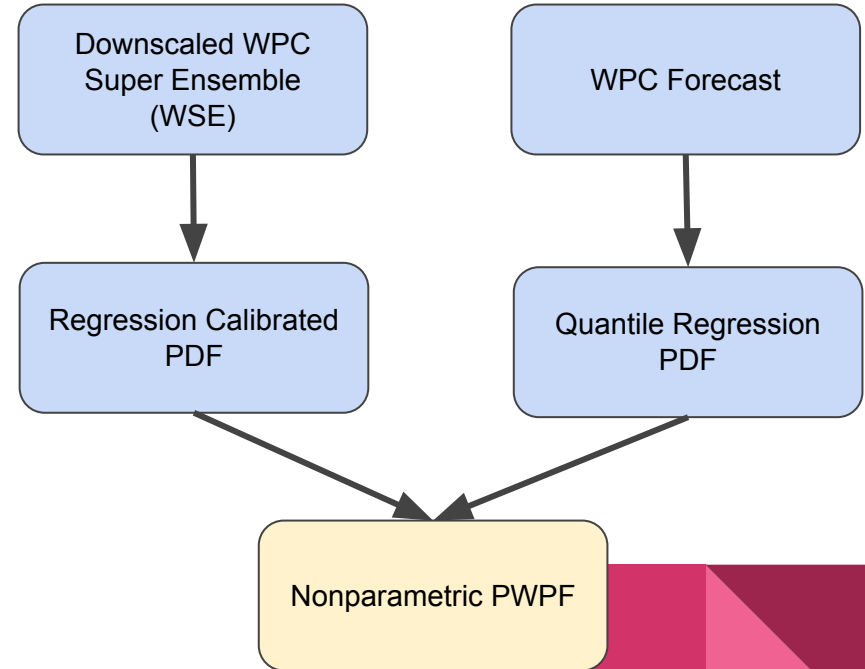 Downscaled WPC
Super Ensemble
(WSE)
WPC Forecast
Regression Calibrated
PDF
Quantile Regression
PDF
Nonparametric PWPF